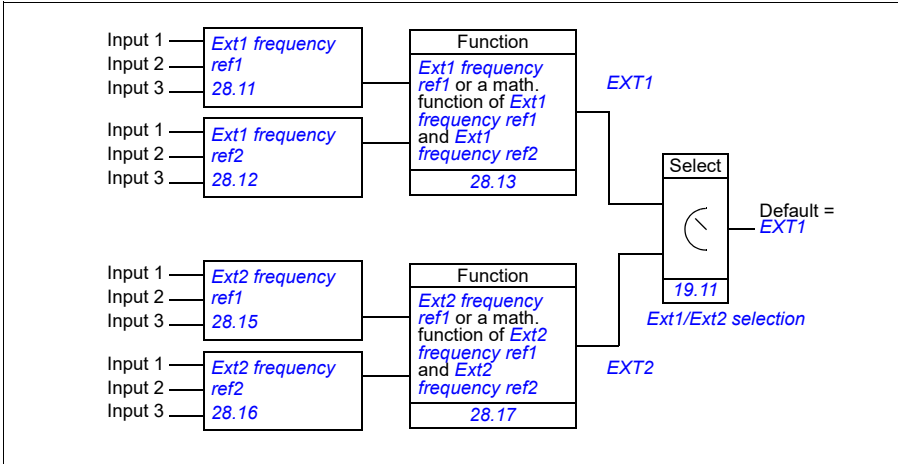 Input 1
Input 2
Input 3
Ext1 frequency
ref1
28.11
Input 1
Input 2
Input 3
Ext1 frequency
ref2
28.12
Function
Ext1 frequency
ref1 or a math.
function of Ext1
frequency ref1
and Ext1
frequency ref2
28.13
EXT1
Select
Default =
EXT1
19.11
Ext1/Ext2 selection
Input 1
Input 2
Input 3
Ext2 frequency
ref1
28.15
Input 1
Input 2
Input 3
Ext2 frequency
ref2
28.16
Function
Ext2 frequency
ref1 or a math.
function of Ext2
frequency ref1
and Ext2
frequency ref2
28.17
EXT2